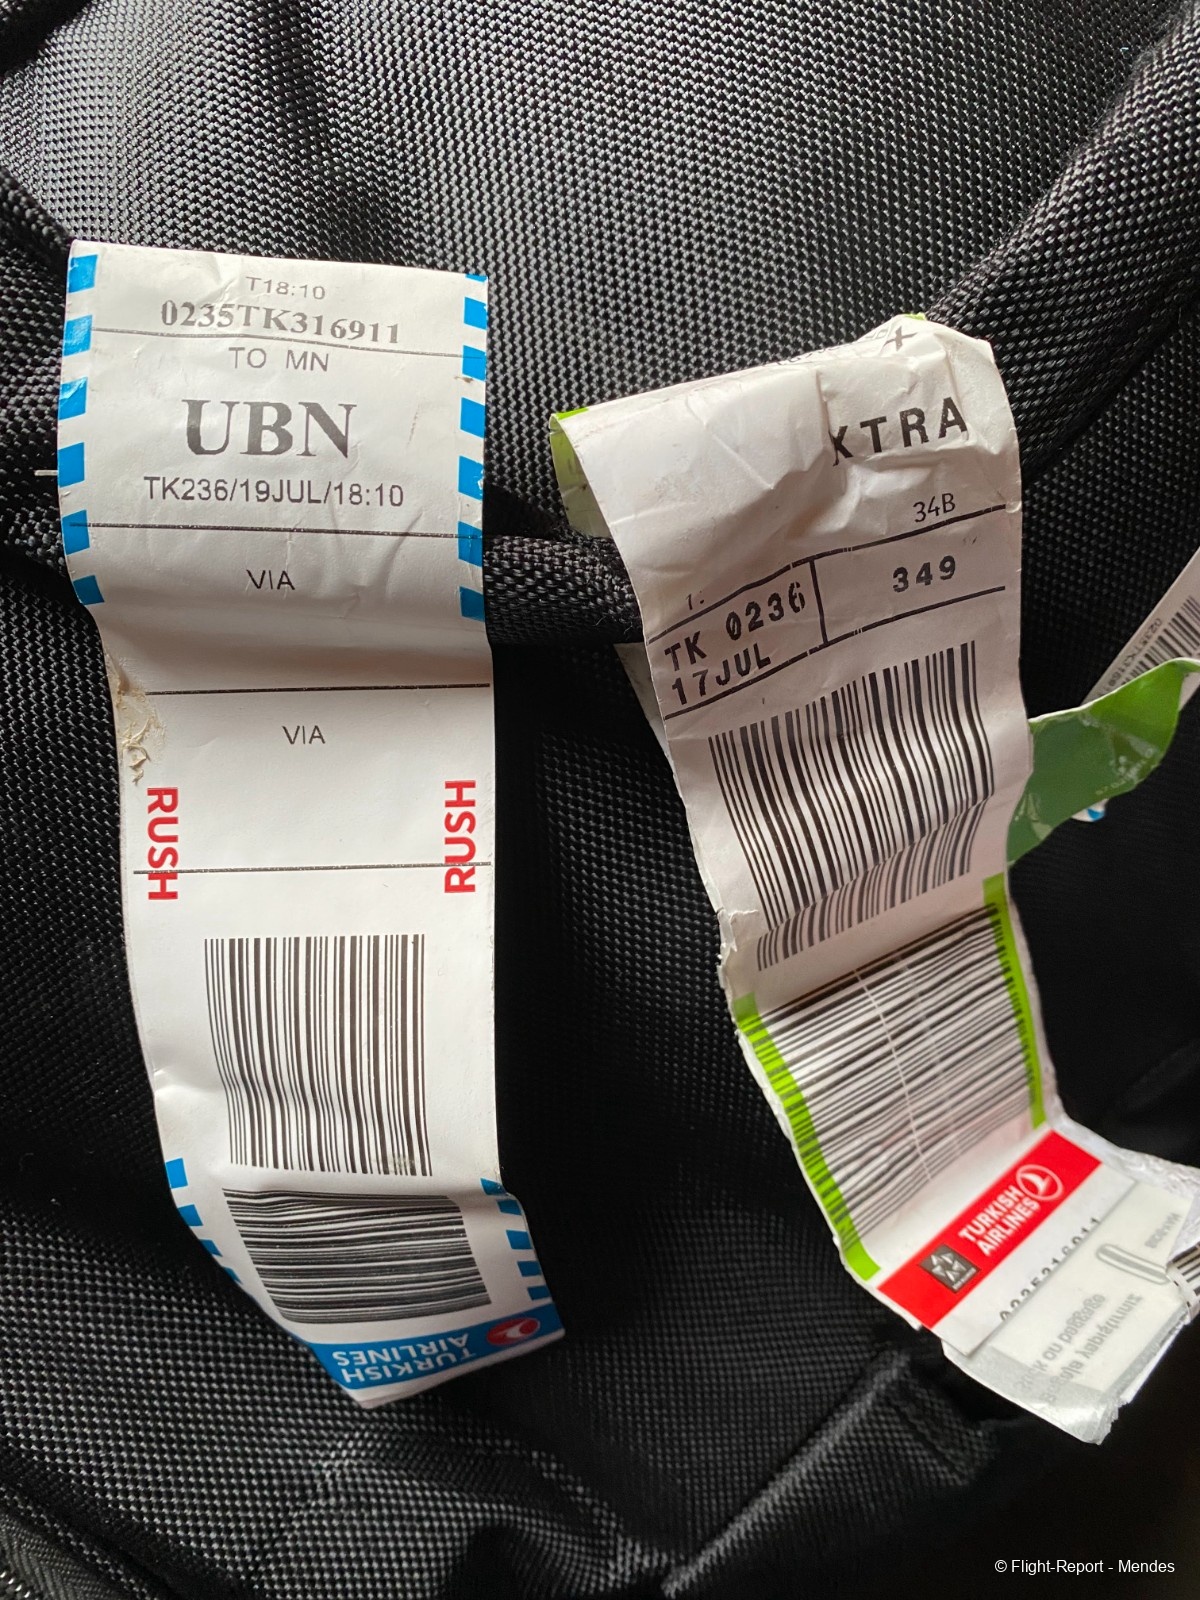 T18:10
0235TK316911
TO MN
UBN
TK236/19JUL/18:10
VIA
VIA
RUSH
RUSH
TURKISH
AIRLINES
XTRA
34B
TK 0236
349
17JUL
TURKISH
AIRLINES
© Flight-Report - Mendes